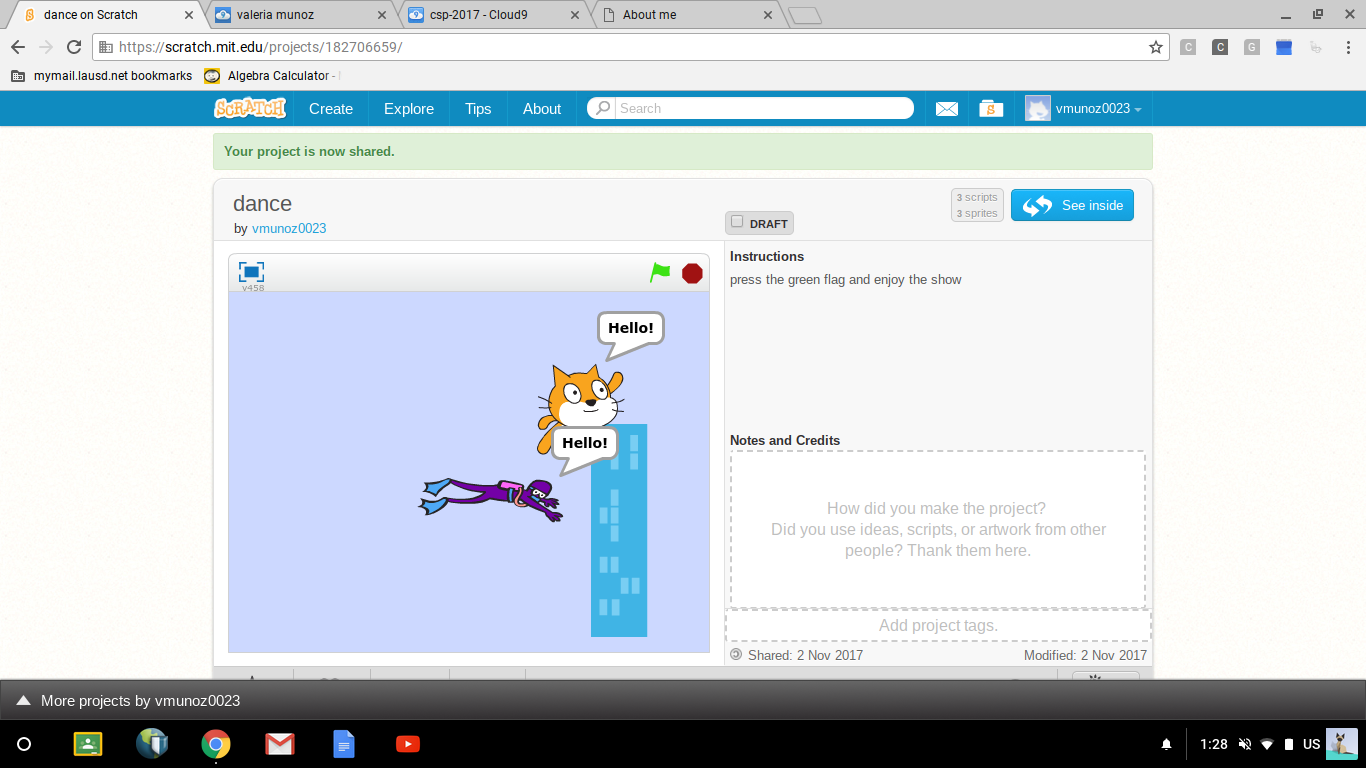 dance on Scratch
valeria munoz
csp-2017 - Cloud9
About me
https://scratch.mit.edu/projects/182706659/
C
C
G
mymail.lausd.net bookmarks
Algebra Calculator -
SCRATCH
Create
Explore
Tips
About
Search
vmunoz0023
Your project is now shared.
dance
by vmunoz0023
DRAFT
3 scripts
3 sprites
See inside
v458
Hello!
Hello!
Instructions
press the green flag and enjoy the show
Notes and Credits
How did you make the project?
Did you use ideas, scripts, or artwork from other
people? Thank them here.
Add project tags.
Shared: 2 Nov 2017
Modified: 2 Nov 2017
More projects by vmunoz0023
1:28
US